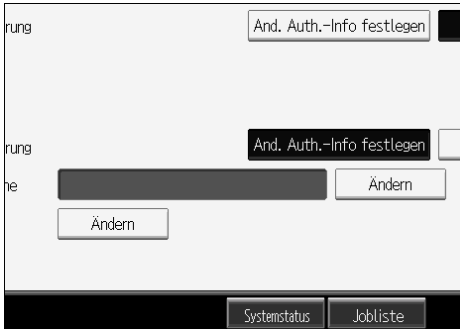 rung And. Auth.-Info festlegen
rung And. Auth.-Info festlegen
ne Ändern
Ändern
Systemstatus Jobliste